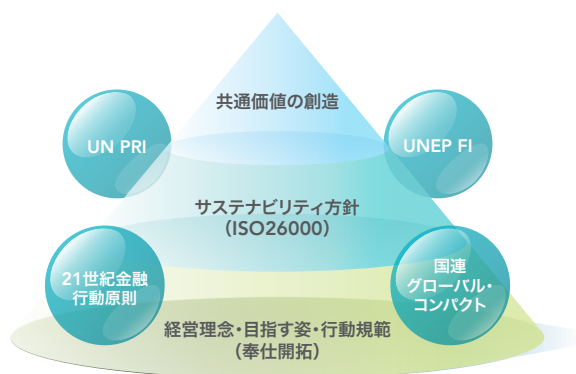 共通価値の創造
UN PRI
UNEP FI
サステナビリティ方針
（ISO26000）
21世紀金融
行動原則
国連
グローバル・
コンパクト
経営理念・目指す姿・行動規範
（奉仕開拓）